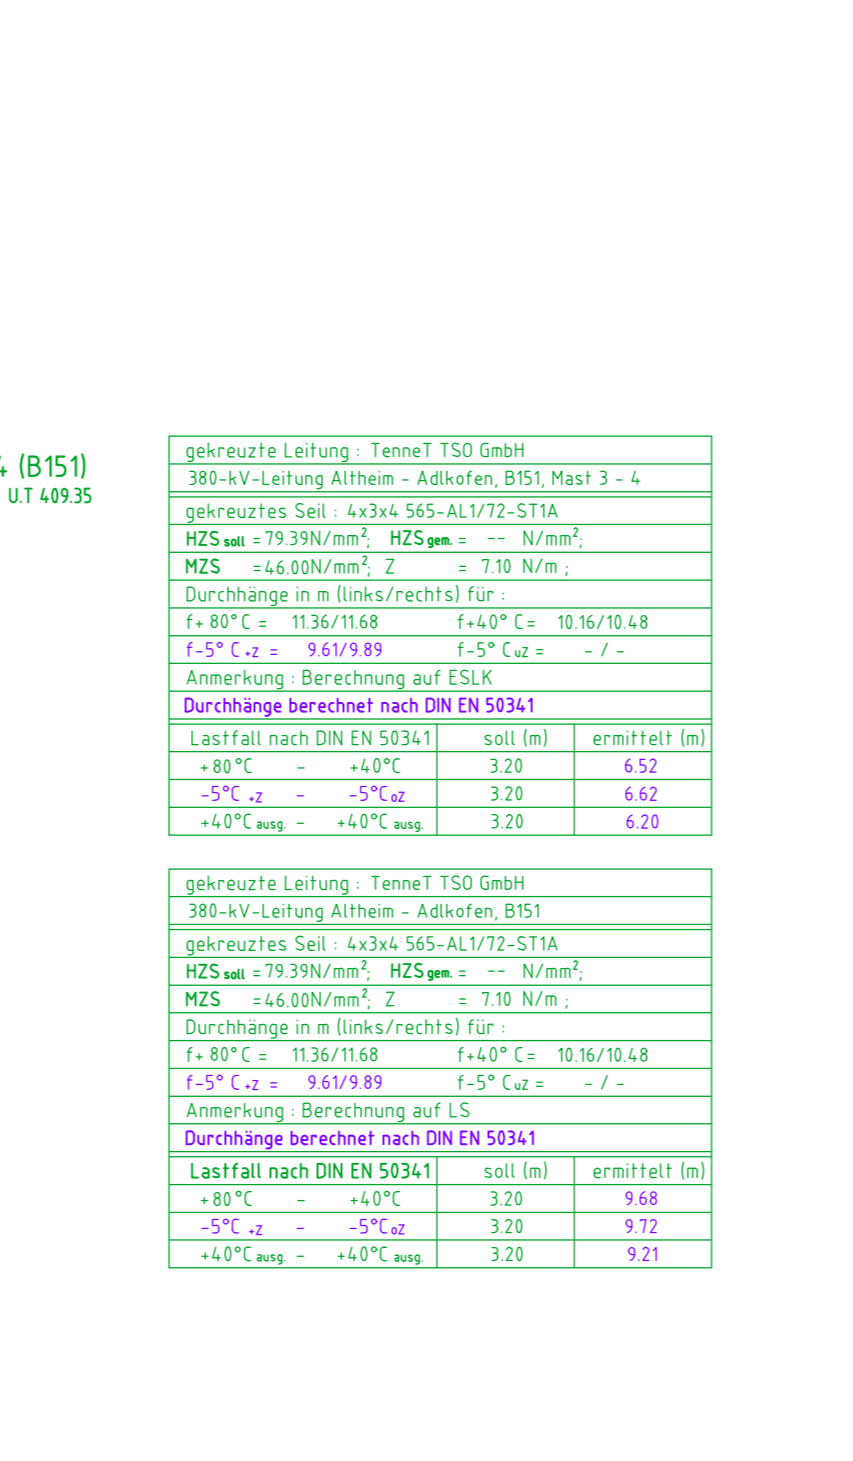 4 (B151)
U.T 409.35
gekreuzte Leitung : TenneT TSO GmbH
380-kV-Leitung Altheim - Adlkofen, B151, Mast 3 - 4
gekreuztes Seil : 4x3x4 565-AL1/72-ST1A
HZS soll =79.39N/mm²; HZS gem. = -- N/mm²;
MZS =46.00N/mm²; Z = 7.10 N/m ;
Durchhänge in m (links/rechts) für :
f+ 80°C = 11.36/11.68 f+40° C= 10.16/10.48
f-5° C +Z = 9.61/9.89 f-5° C uZ = - / -
Anmerkung : Berechnung auf ESLK
Durchhänge berechnet nach DIN EN 50341
Lastfall nach DIN EN 50341 soll (m) ermittelt (m)
+80°C - +40°C 3.20 6.52
-5°C +Z - -5°C oZ 3.20 6.62
+40°C ausg. - +40°C ausg. 3.20 6.20
gekreuzte Leitung : TenneT TSO GmbH
380-kV-Leitung Altheim - Adlkofen, B151
gekreuztes Seil : 4x3x4 565-AL1/72-ST1A
HZS soll =79.39N/mm²; HZS gem. = -- N/mm²;
MZS =46.00N/mm²; Z = 7.10 N/m ;
Durchhänge in m (links/rechts) für :
f+ 80°C = 11.36/11.68 f+40° C= 10.16/10.48
f-5° C +Z = 9.61/9.89 f-5° C uZ = - / -
Anmerkung : Berechnung auf LS
Durchhänge berechnet nach DIN EN 50341
Lastfall nach DIN EN 50341 soll (m) ermittelt (m)
+80°C - +40°C 3.20 9.68
-5°C +Z - -5°C oZ 3.20 9.72
+40°C ausg. - +40°C ausg. 3.20 9.21